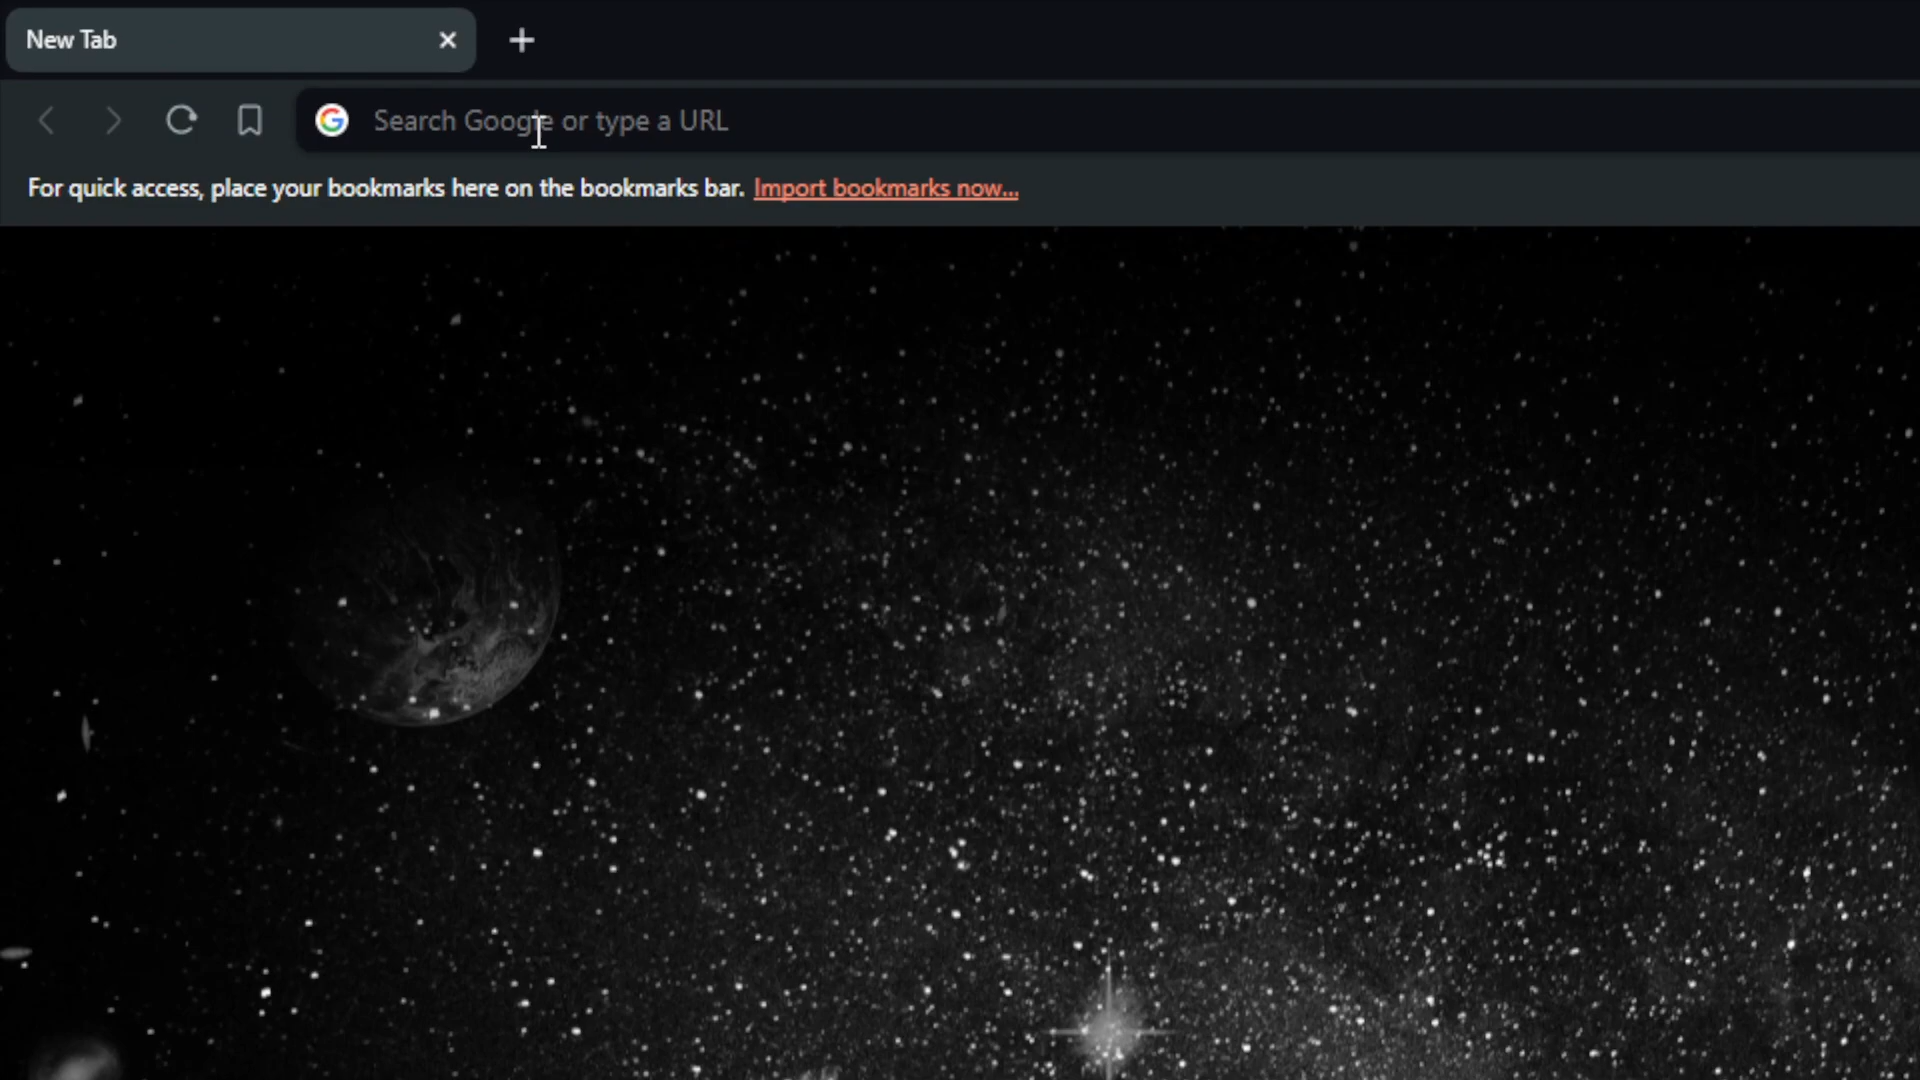 New Tab
Search Google or type a URL
For quick access, place your bookmarks here on the bookmarks bar. Import bookmarks now...